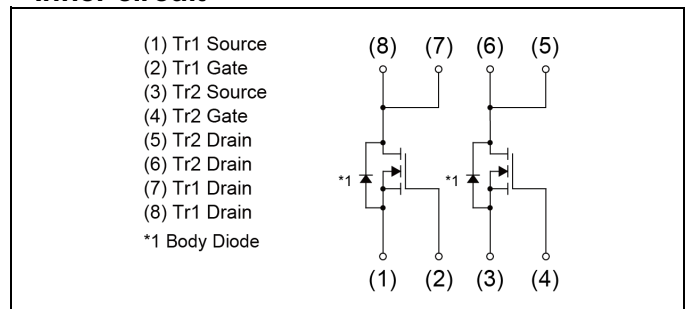 Inner circuit
(1) Tr1 Source
(2) Tr1 Gate
(3) Tr2 Source
(4) Tr2 Gate
(5) Tr2 Drain
(6) Tr2 Drain
(7) Tr1 Drain
(8) Tr1 Drain
*1 Body Diode
(8) (7) (6) (5)
*1 *1
(1) (2) (3) (4)